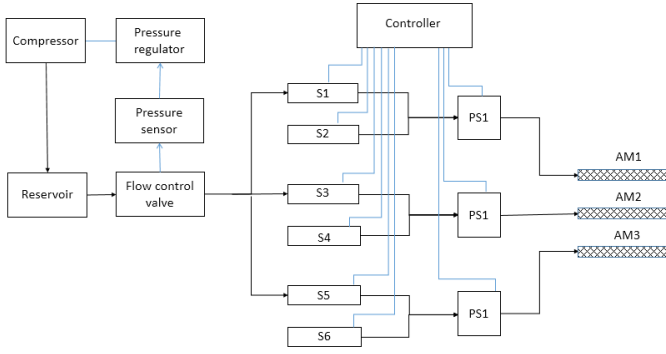 Compressor
Pressure
regulator
Controller
S1
Pressure
sensor
S2
PS1
AM1
Reservoir
Flow control
valve
S3
PS1
AM2
S4
AM3
S5
PS1
S6